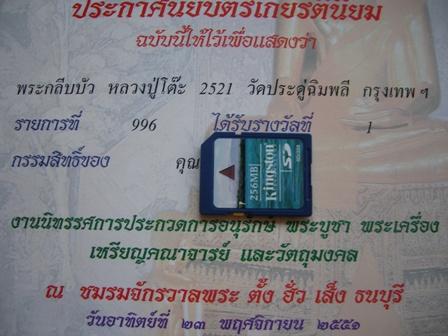 ประกาศนียบัตรเกียรตินิยม
ฉบับนี้ให้ไว้เพื่อแสดงว่า
พระกลีบบัว หลวงปู่โต๊ะ 2521 วัดประดู่ฉิมพลี กรุงเทพฯ
รายการที่ 996 ได้รับรางวัลที่ 1
กรรมสิทธิ์ของ คุณ
256MB
Kingston
SD
งานนิทรรศการประกวดการอนุรักษ์ พระบูชา พระเครื่อง
เหรียญคณาจารย์ และวัตถุมงคล
ณ ชมรมจักรวาลพระ ตั้ง ฮั่ว เส็ง ธนบุรี
วันอาทิตย์ที่ ๒๓ พฤศจิกายน ๒๕๕๑